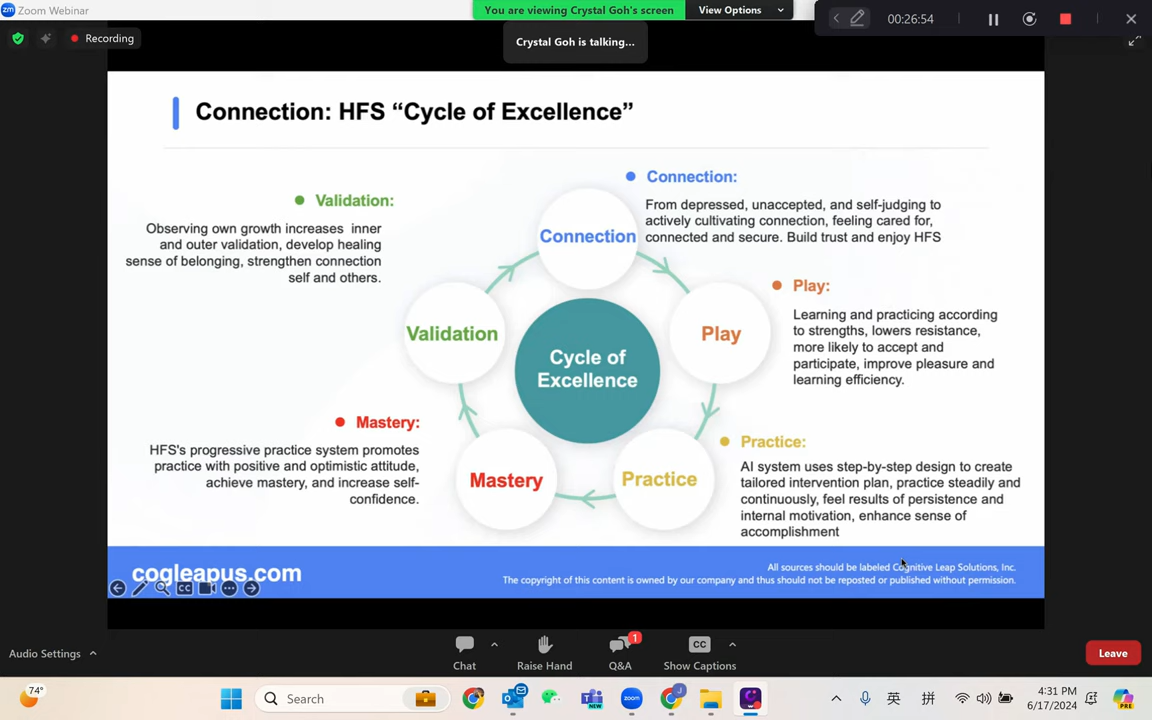 Zoom Webinar
You are viewing Crystal Goh's screen
View Options
00:26:54
Recording
Crystal Goh is talking...
Connection: HFS “Cycle of Excellence”
Connection:
From depressed, unaccepted, and self-judging to
actively cultivating connection, feeling cared for,
connected and secure. Build trust and enjoy HFS
Validation:
Observing own growth increases inner
and outer validation, develop healing
sense of belonging, strengthen connection
self and others.
Connection
Play:
Learning and practicing according
to strengths, lowers resistance,
more likely to accept and
participate, improve pleasure and
learning efficiency.
Validation
Play
Cycle of
Excellence
Mastery:
HFS's progressive practice system promotes
practice with positive and optimistic attitude,
achieve mastery, and increase self-
confidence.
Practice:
AI system uses step-by-step design to create
tailored intervention plan, practice steadily and
continuously, feel results of persistence and
internal motivation, enhance sense of
accomplishment
Mastery
Practice
cogleapus.com
All sources should be labeled Cognitive Leap Solutions, Inc.
The copyright of this content is owned by our company and thus should not be reposted or published without permission.
Audio Settings
Chat
Raise Hand
1
Q&A
Show Captions
Leave
74°
Search
英
拼
4:31 PM
6/17/2024